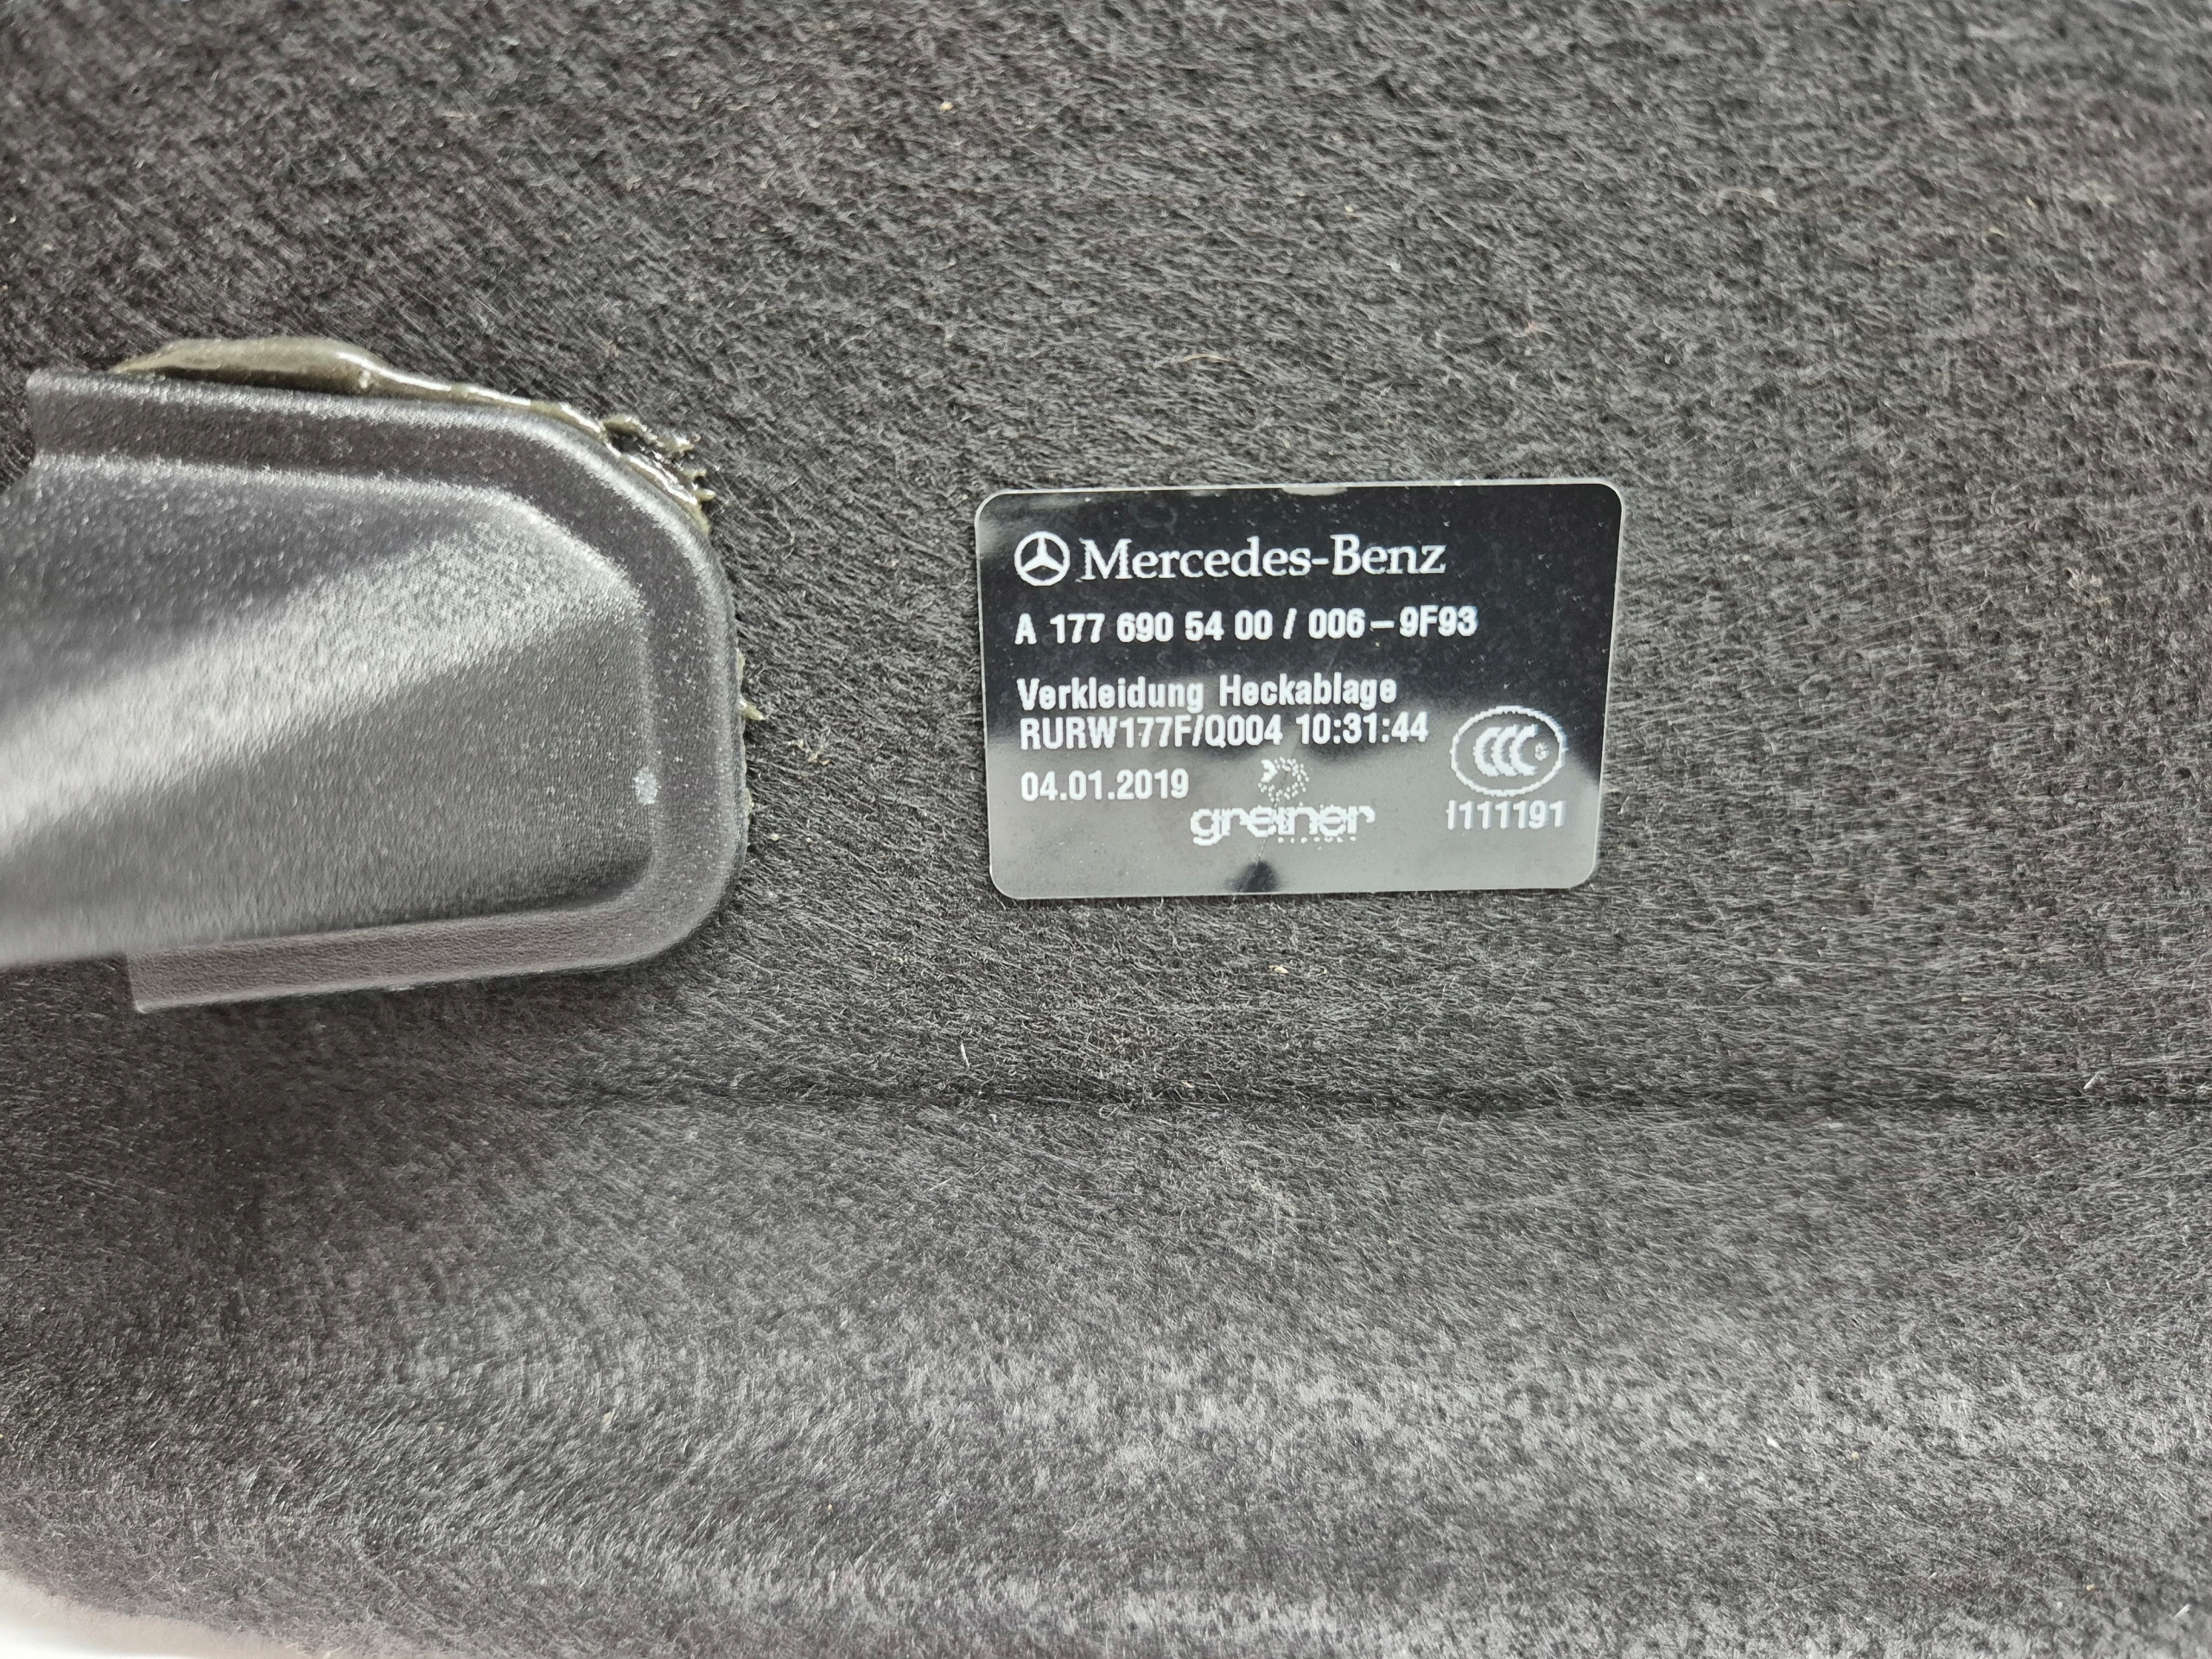 Mercedes-Benz
A 177 690 54 00 / 006-9F93
Verkleidung Heckablage
RURW177F/Q004 10:31:44
04.01.2019
greiner
CCC
I111191